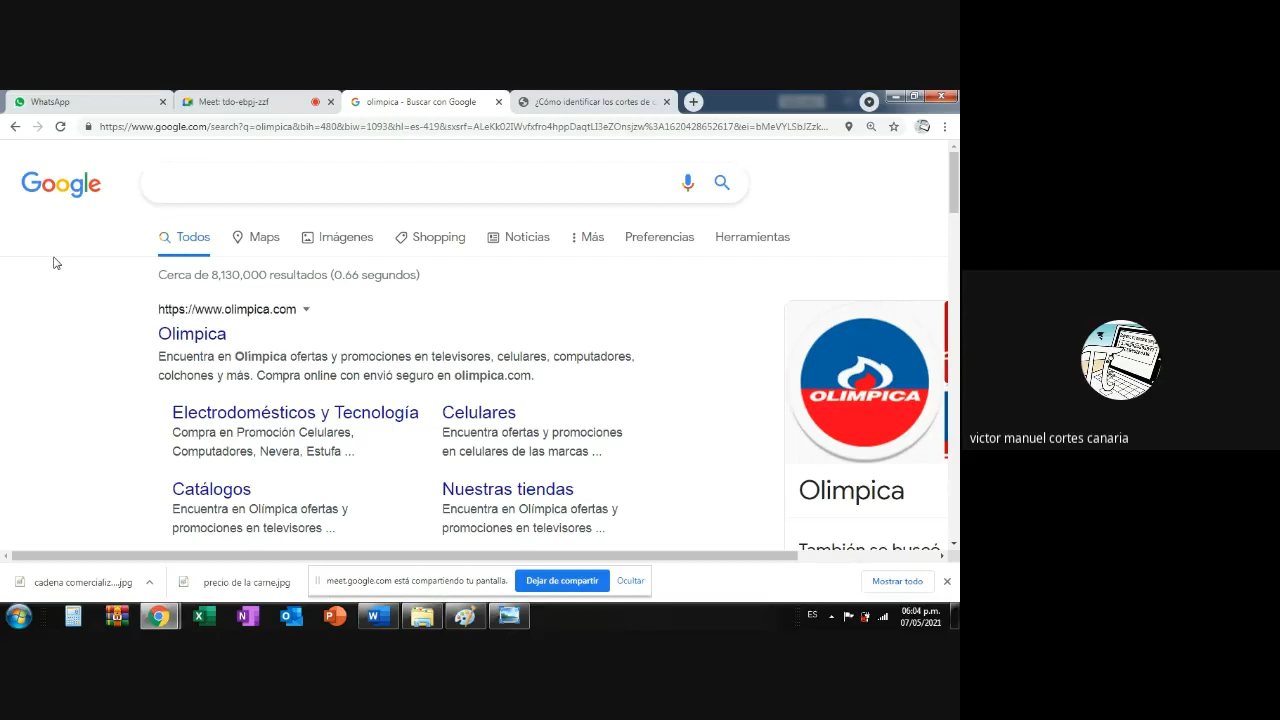 WhatsApp
Meet: tdo-ebpj-zzf
olimpica - Buscar con Google
¿Cómo identificar los cortes de c
https://www.google.com/search?q=olimpica&bih=480&biw=1093&hl=es-419&sxsrf=
Google
Todos
Maps
Imágenes
Shopping
Noticias
Más
Preferencias
Herramientas
Cerca de 8,130,000 resultados (0.66 segundos)
https://www.olimpica.com
Olimpica
Encuentra en Olimpica ofertas y promociones en televisores, celulares, computadores,
colchones y más. Compra online con envió seguro en olimpica.com.
Electrodomésticos y Tecnología
Compra en Promoción Celulares,
Computadores, Nevera, Estufa ...
Celulares
Encuentra ofertas y promociones
en celulares de las marcas ...
Catálogos
Encuentra en Olímpica ofertas y
promociones en televisores ...
Nuestras tiendas
Encuentra en Olímpica ofertas y
promociones en televisores ...
OLIMPICA
Olimpica
También se buscó
victor manuel cortes canaria
cadena comercializ....jpg
precio de la carne.jpg
meet.google.com está compartiendo tu pantalla.
Dejar de compartir
Ocultar
Mostrar todo
ES
06:04 p.m.
07/05/2021